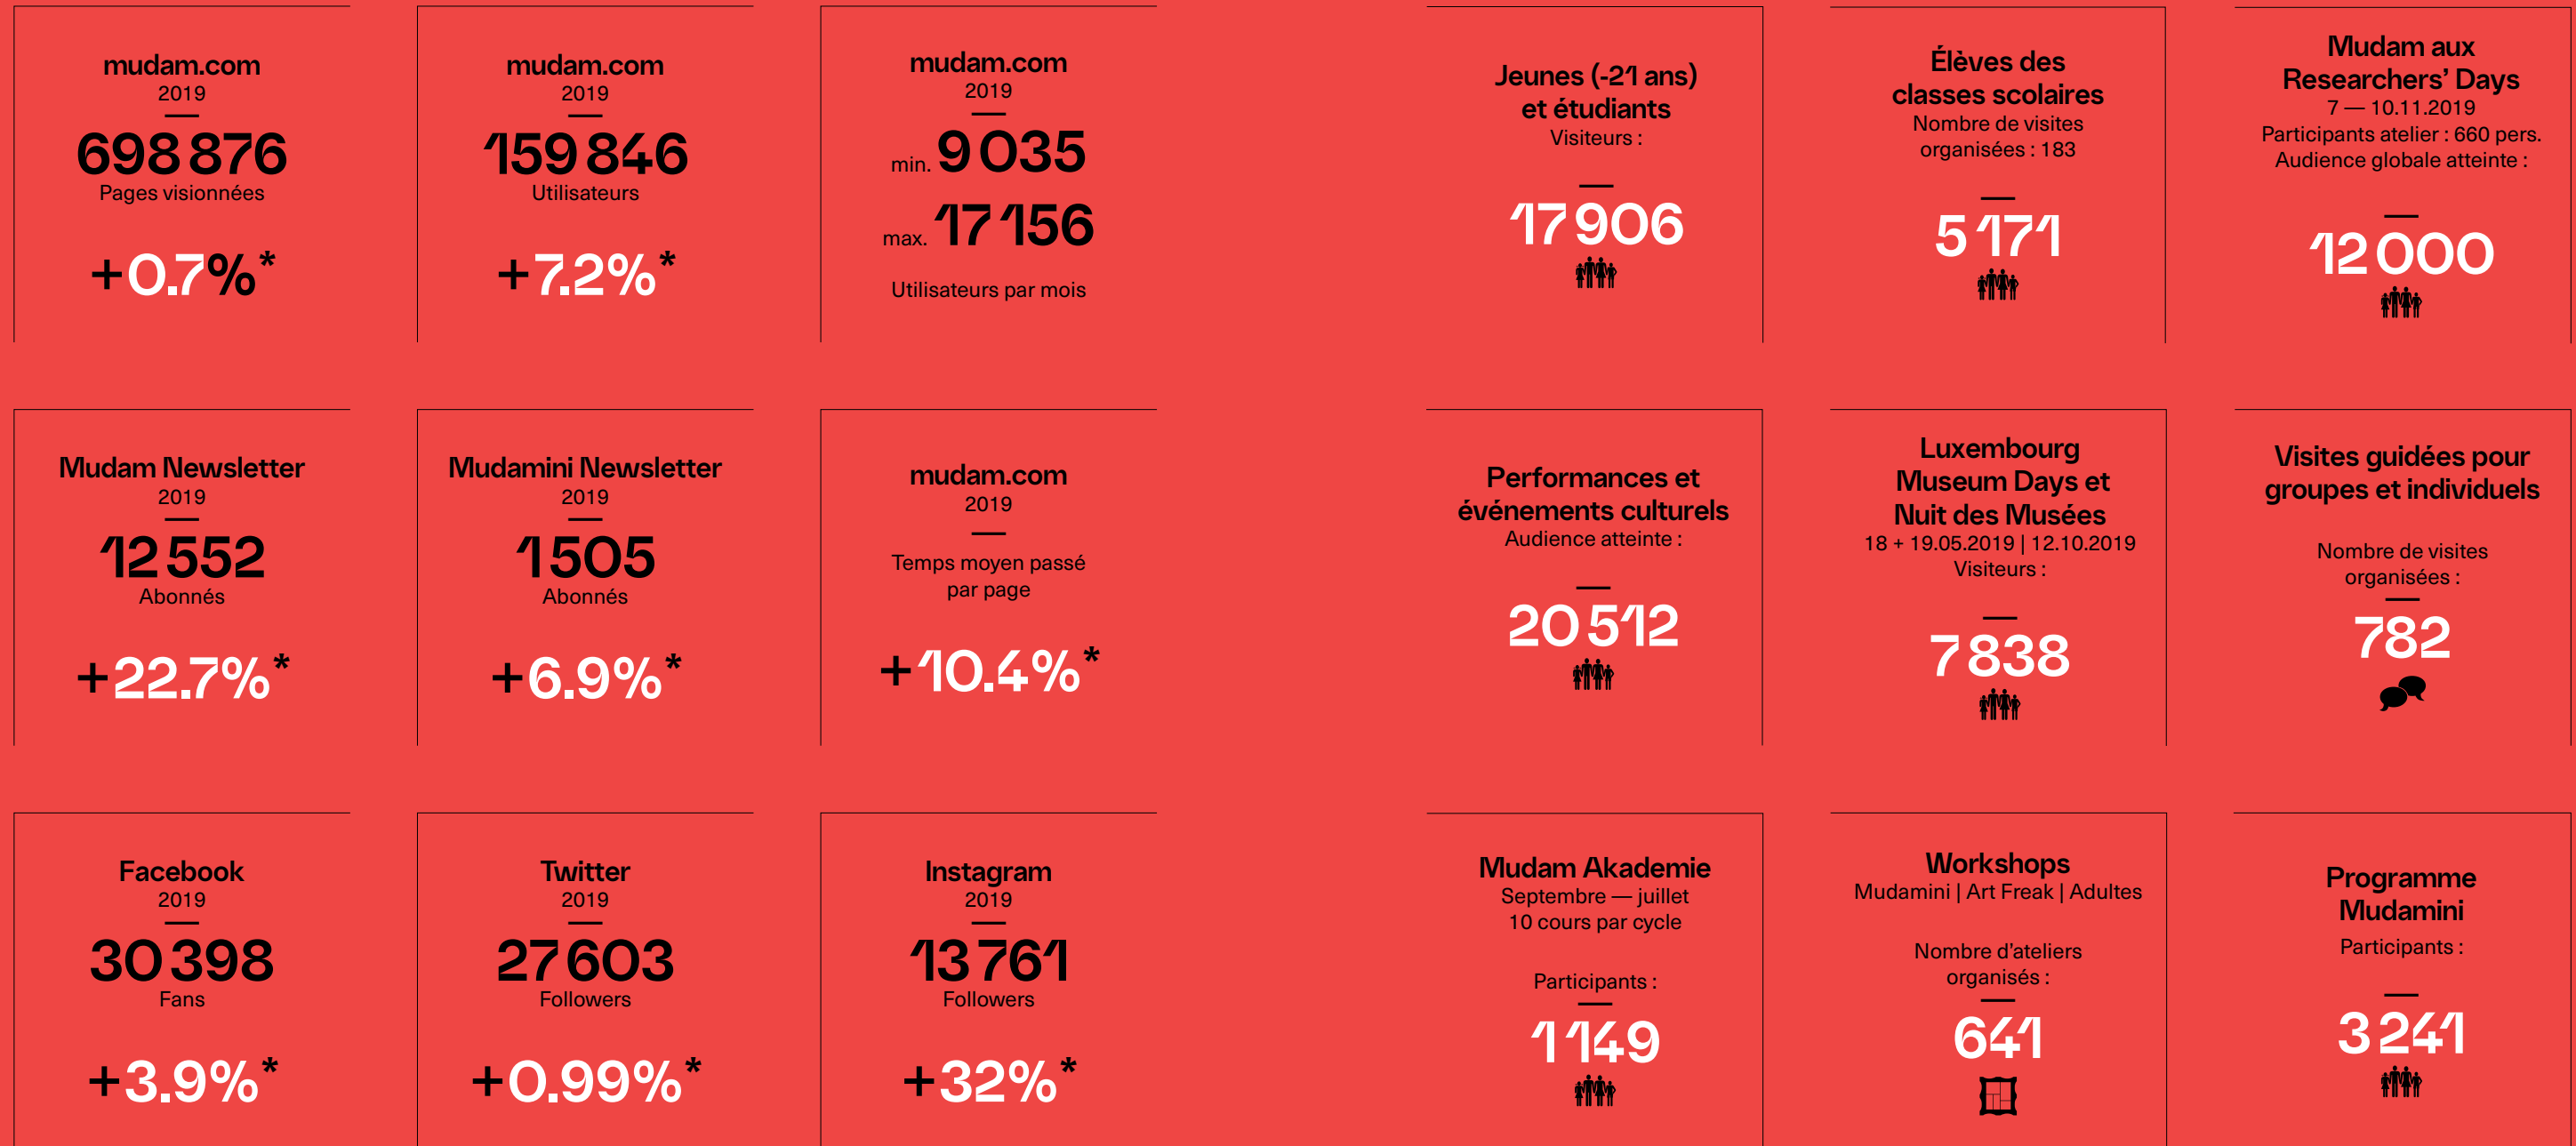 mudam.com
2019
698 876
Pages visionnées
+0.7%*
mudam.com
2019
159 846
Utilisateurs
+7.2%*
mudam.com
2019
min. 9 035
max. 17 156
Utilisateurs par mois
Jeunes (-21 ans)
et étudiants
Visiteurs :
17 906
Élèves des
classes scolaires
Nombre de visites
organisées : 183
5 171
Mudam aux
Researchers’ Days
7 — 10.11.2019
Participants atelier : 660 pers.
Audience globale atteinte :
12 000
Mudam Newsletter
2019
12 552
Abonnés
+22.7%*
Mudamini Newsletter
2019
1 505
Abonnés
+6.9%*
mudam.com
2019
Temps moyen passé
par page
+10.4%*
Performances et
événements culturels
Audience atteinte :
20 512
Luxembourg
Museum Days et
Nuit des Musées
18 + 19.05.2019 | 12.10.2019
Visiteurs :
7 838
Visites guidées pour
groupes et individuels
Nombre de visites
organisées :
782
Facebook
2019
30 398
Fans
+3.9%*
Twitter
2019
27 603
Followers
+0.99%*
Instagram
2019
13 761
Followers
+32%*
Mudam Akademie
Septembre — juillet
10 cours par cycle
Participants :
1 149
Workshops
Mudamini | Art Freak | Adultes
Nombre d’ateliers
organisés :
641
Programme
Mudamini
Participants :
3 241